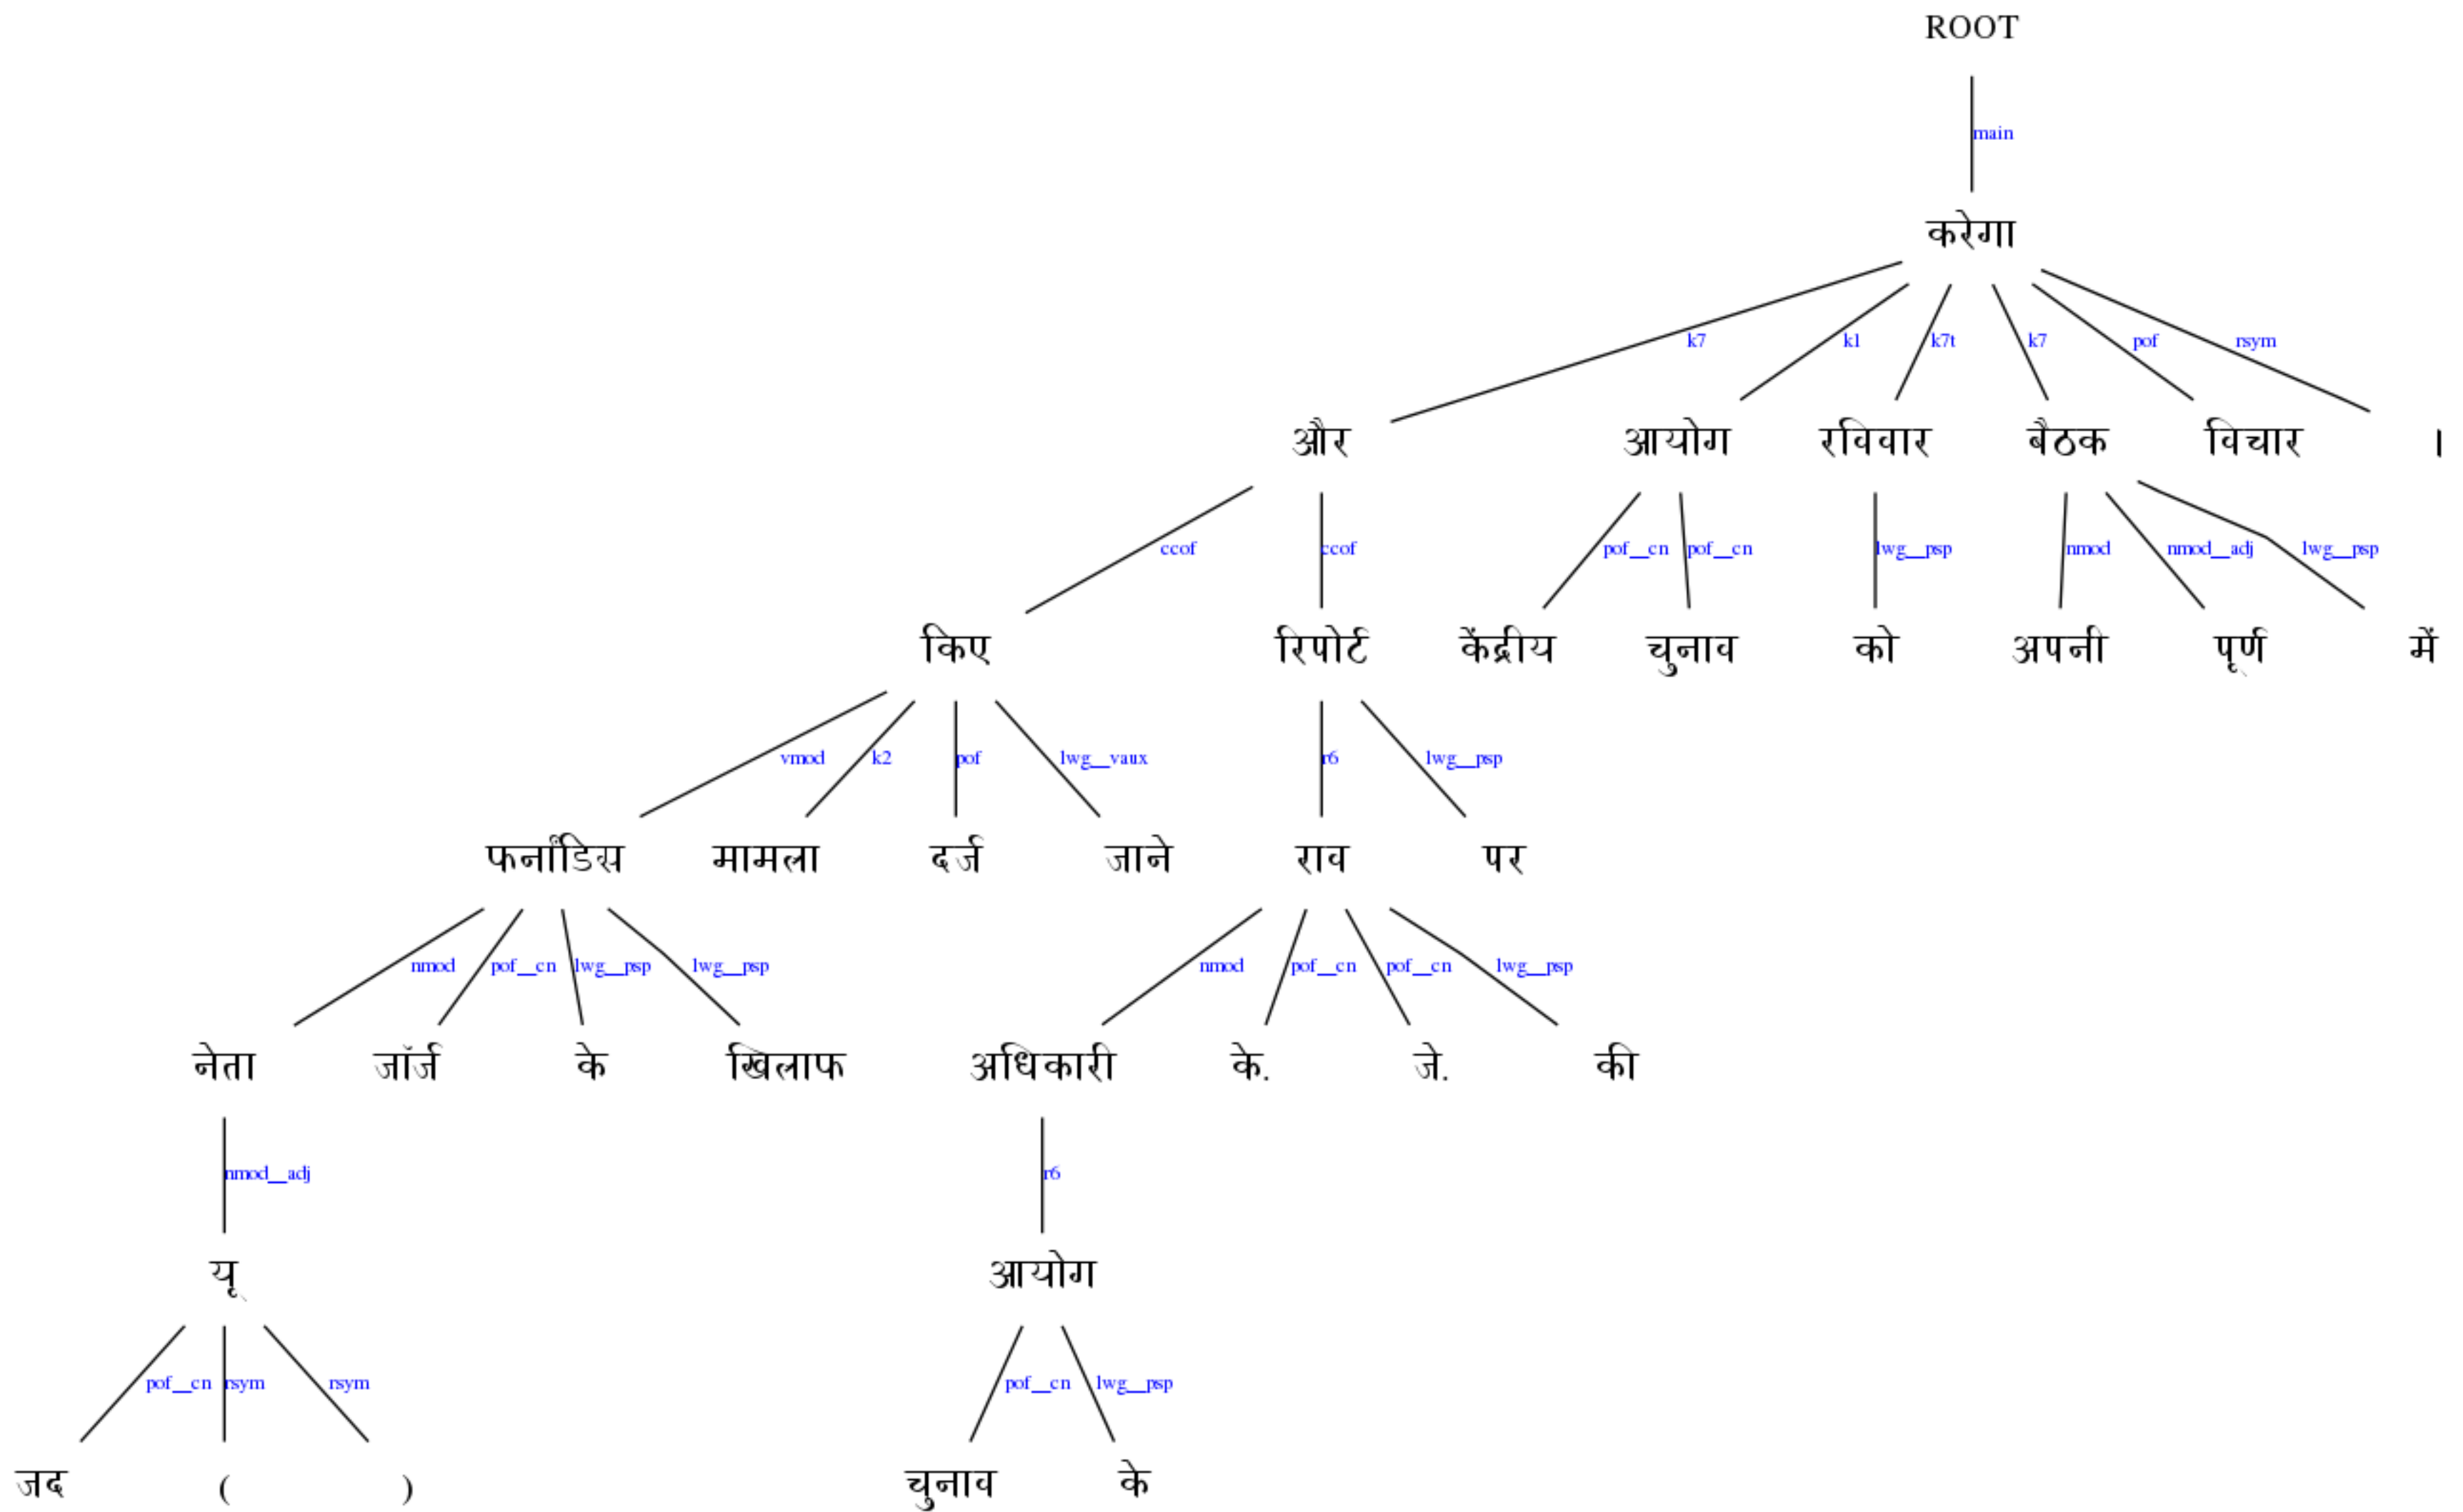 ROOT
main
करेगा
k7 k1 k7t k7 pof rsym
और आयोग रविवार बैठक विचार ।
ccof ccof pof__cn pof__cn lwg__psp nmod nmod__adj lwg__psp
किए रिपोर्ट केंद्रीय चुनाव को अपनी पूर्ण में
vmod k2 pof lwg__vaux r6 lwg__psp
फर्नांडिस मामला दर्ज जाने राव पर
nmod pof__cn lwg__psp lwg__psp nmod pof__cn pof__cn lwg__psp
नेता जॉर्ज के खिलाफ अधिकारी के. जे. की
nmod__adj r6
यू आयोग
pof__cn rsym rsym pof__cn lwg__psp
जद ( ) चुनाव के